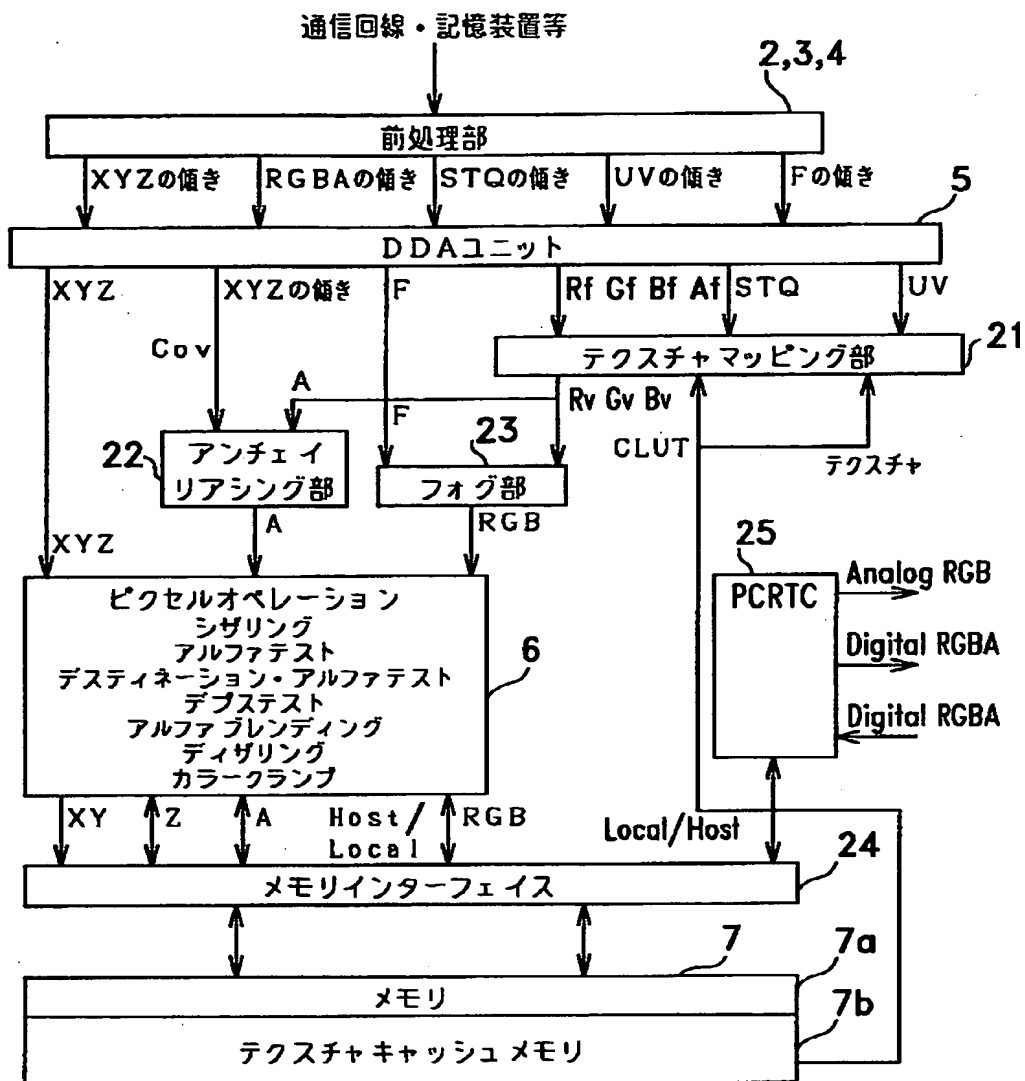 通信回線・記憶装置等
2,3,4
前処理部
XYZの傾き RGBAの傾き STQの傾き UVの傾き Fの傾き
5
DDAユニット
XYZ XYZの傾き F Rf Gf Bf Af STQ UV
Cov
21
テクスチャマッピング部
A
F
Rv Gv Bv
CLUT
テクスチャ
22
アンチェイ
リアシング部
23
フォグ部
A
RGB
XYZ
25
PCRTC
Analog RGB
Digital RGBA
Digital RGBA
ピクセルオペレーション
シザリング
アルファテスト
デスティネーション・アルファテスト
デプステスト
アルファブレンディング
ディザリング
カラークランプ
6
XY Z A Host/
Local
RGB
Local/Host
24
メモリインターフェイス
7
7a
メモリ
7b
テクスチャキャッシュメモリ